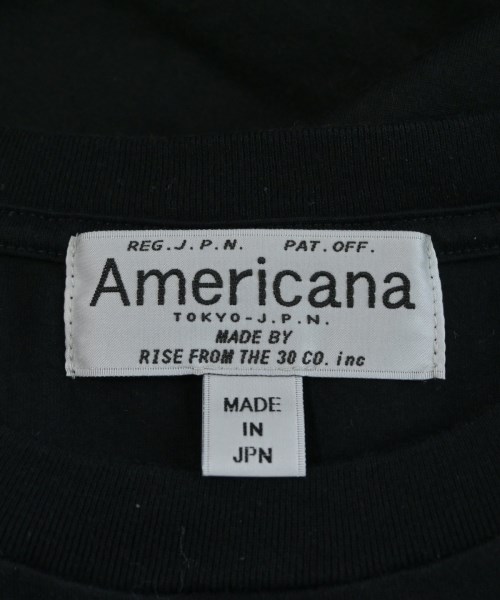 REG.J.P.N. PAT.OFF.
Americana
TOKYO-J.P.N.
MADE BY
RISE FROM THE 30 CO. inc
MADE
IN
JPN